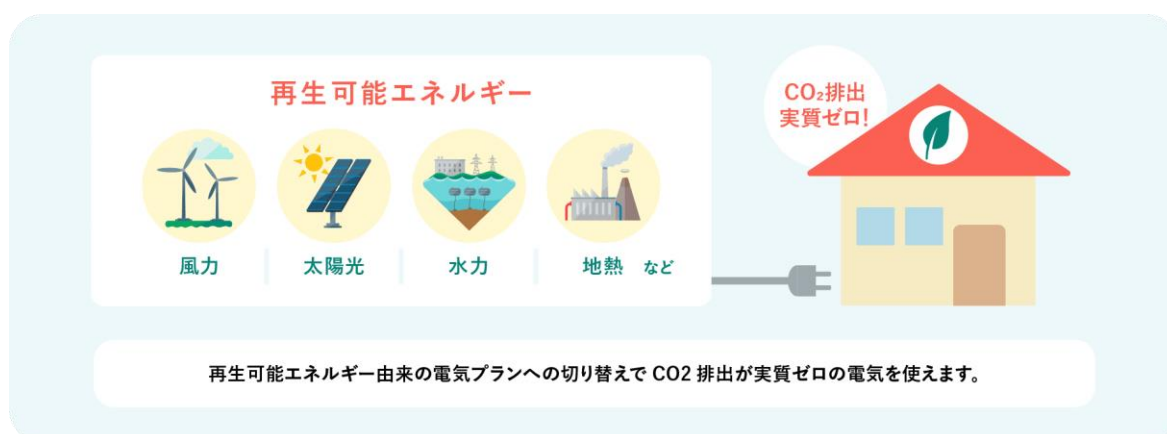 再生可能エネルギー
CO₂排出
実質ゼロ!
風力
太陽光
水力
地熱 など
再生可能エネルギー由来の電気プランへの切り替えで CO2 排出が実質ゼロの電気を使えます。